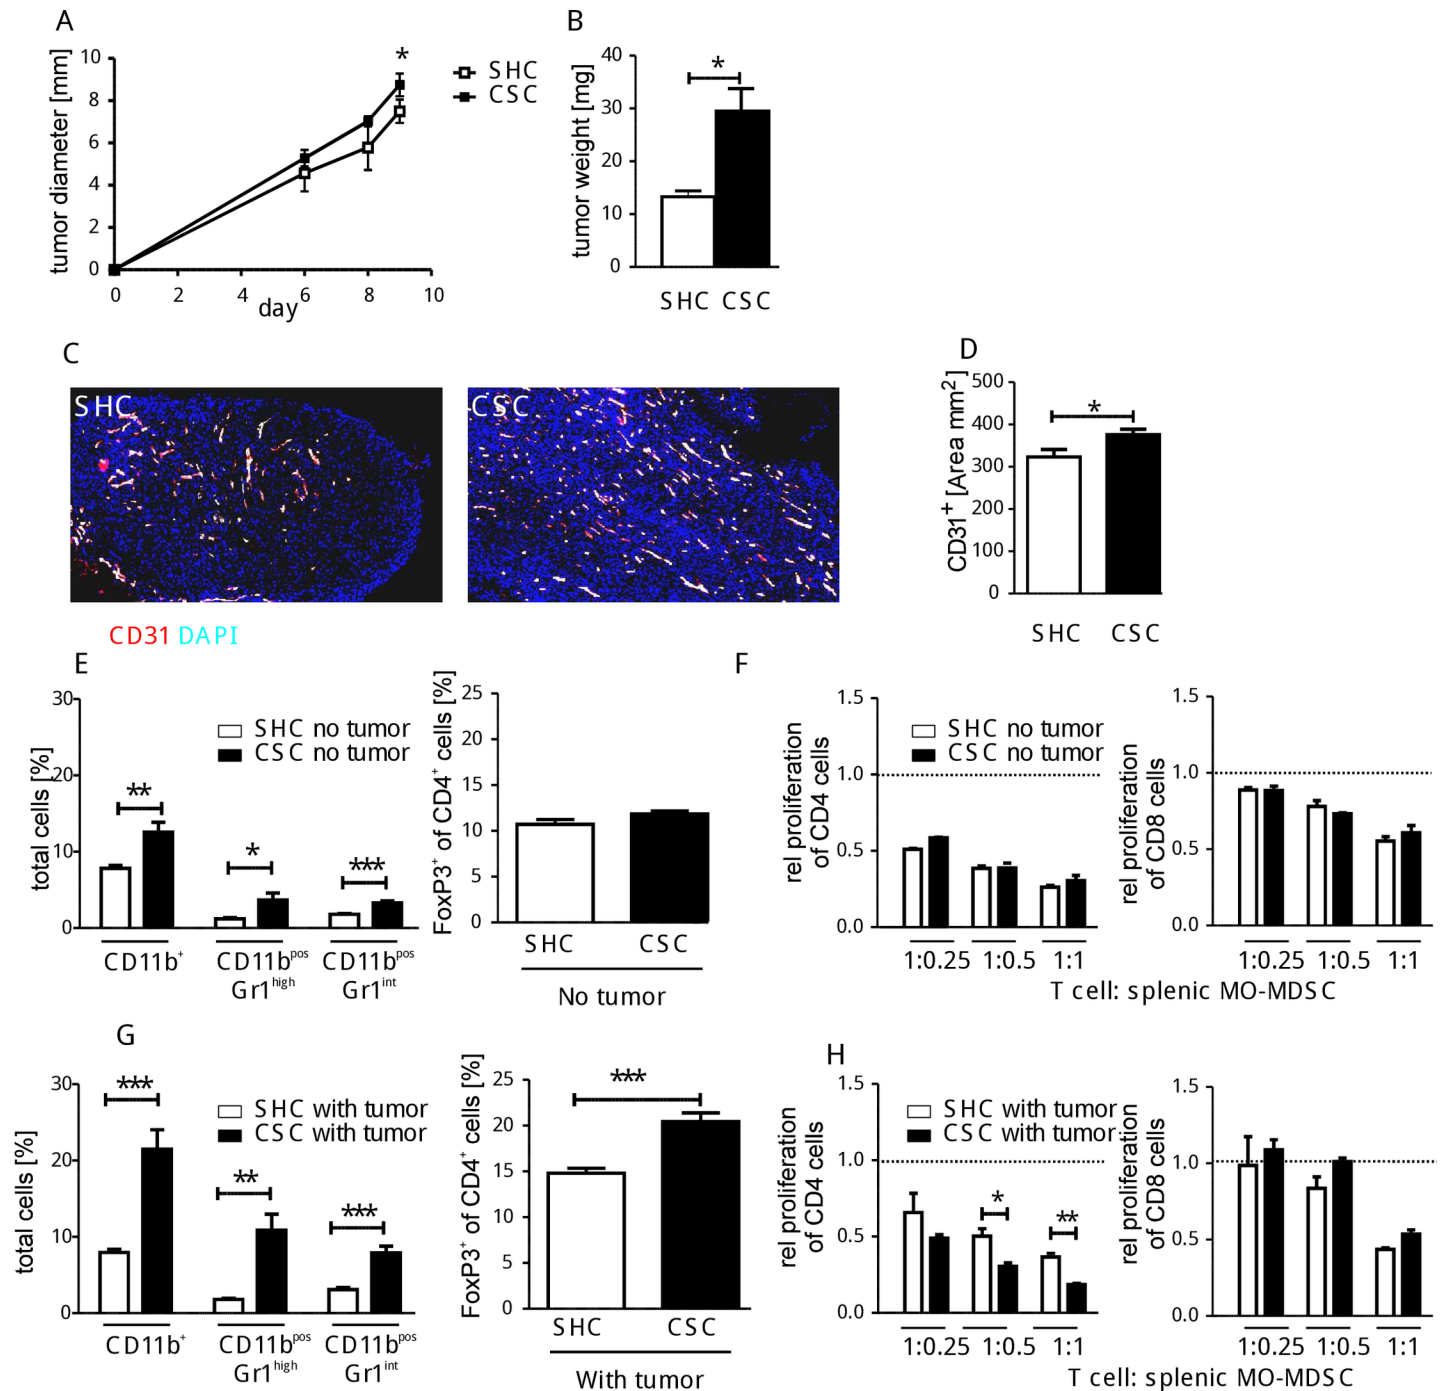 A
tumor diameter [mm]
10
8
6
4
2
0
0 2 4 6 8 10
day
*
SHC
CSC
B
tumor weight [mg]
40
30
20
10
0
*
SHC CSC
C
SHC
CSC
CD31 DAPI
D
CD31+ [Area mm2]
500
400
300
200
100
0
*
SHC CSC
E
total cells [%]
30
20
10
0
SHC no tumor
CSC no tumor
**
*
***
CD11b+
CD11bpos
Gr1high
CD11bpos
Gr1int
FoxP3+ of CD4+ cells [%]
25
20
15
10
5
0
SHC CSC
No tumor
F
rel proliferation
of CD4 cells
1.5
1.0
0.5
0.0
SHC no tumor
CSC no tumor
1:0.25 1:0.5 1:1
rel proliferation
of CD8 cells
1.5
1.0
0.5
0.0
1:0.25 1:0.5 1:1
T cell: splenic MO-MDSC
G
total cells [%]
30
20
10
0
SHC with tumor
CSC with tumor
***
**
***
CD11b+
CD11bpos
Gr1high
CD11bpos
Gr1int
FoxP3+ of CD4+ cells [%]
25
20
15
10
5
0
***
SHC CSC
With tumor
H
rel proliferation
of CD4 cells
1.5
1.0
0.5
0.0
SHC with tumor
CSC with tumor
*
**
1:0.25 1:0.5 1:1
rel proliferation
of CD8 cells
1.5
1.0
0.5
0.0
1:0.25 1:0.5 1:1
T cell: splenic MO-MDSC